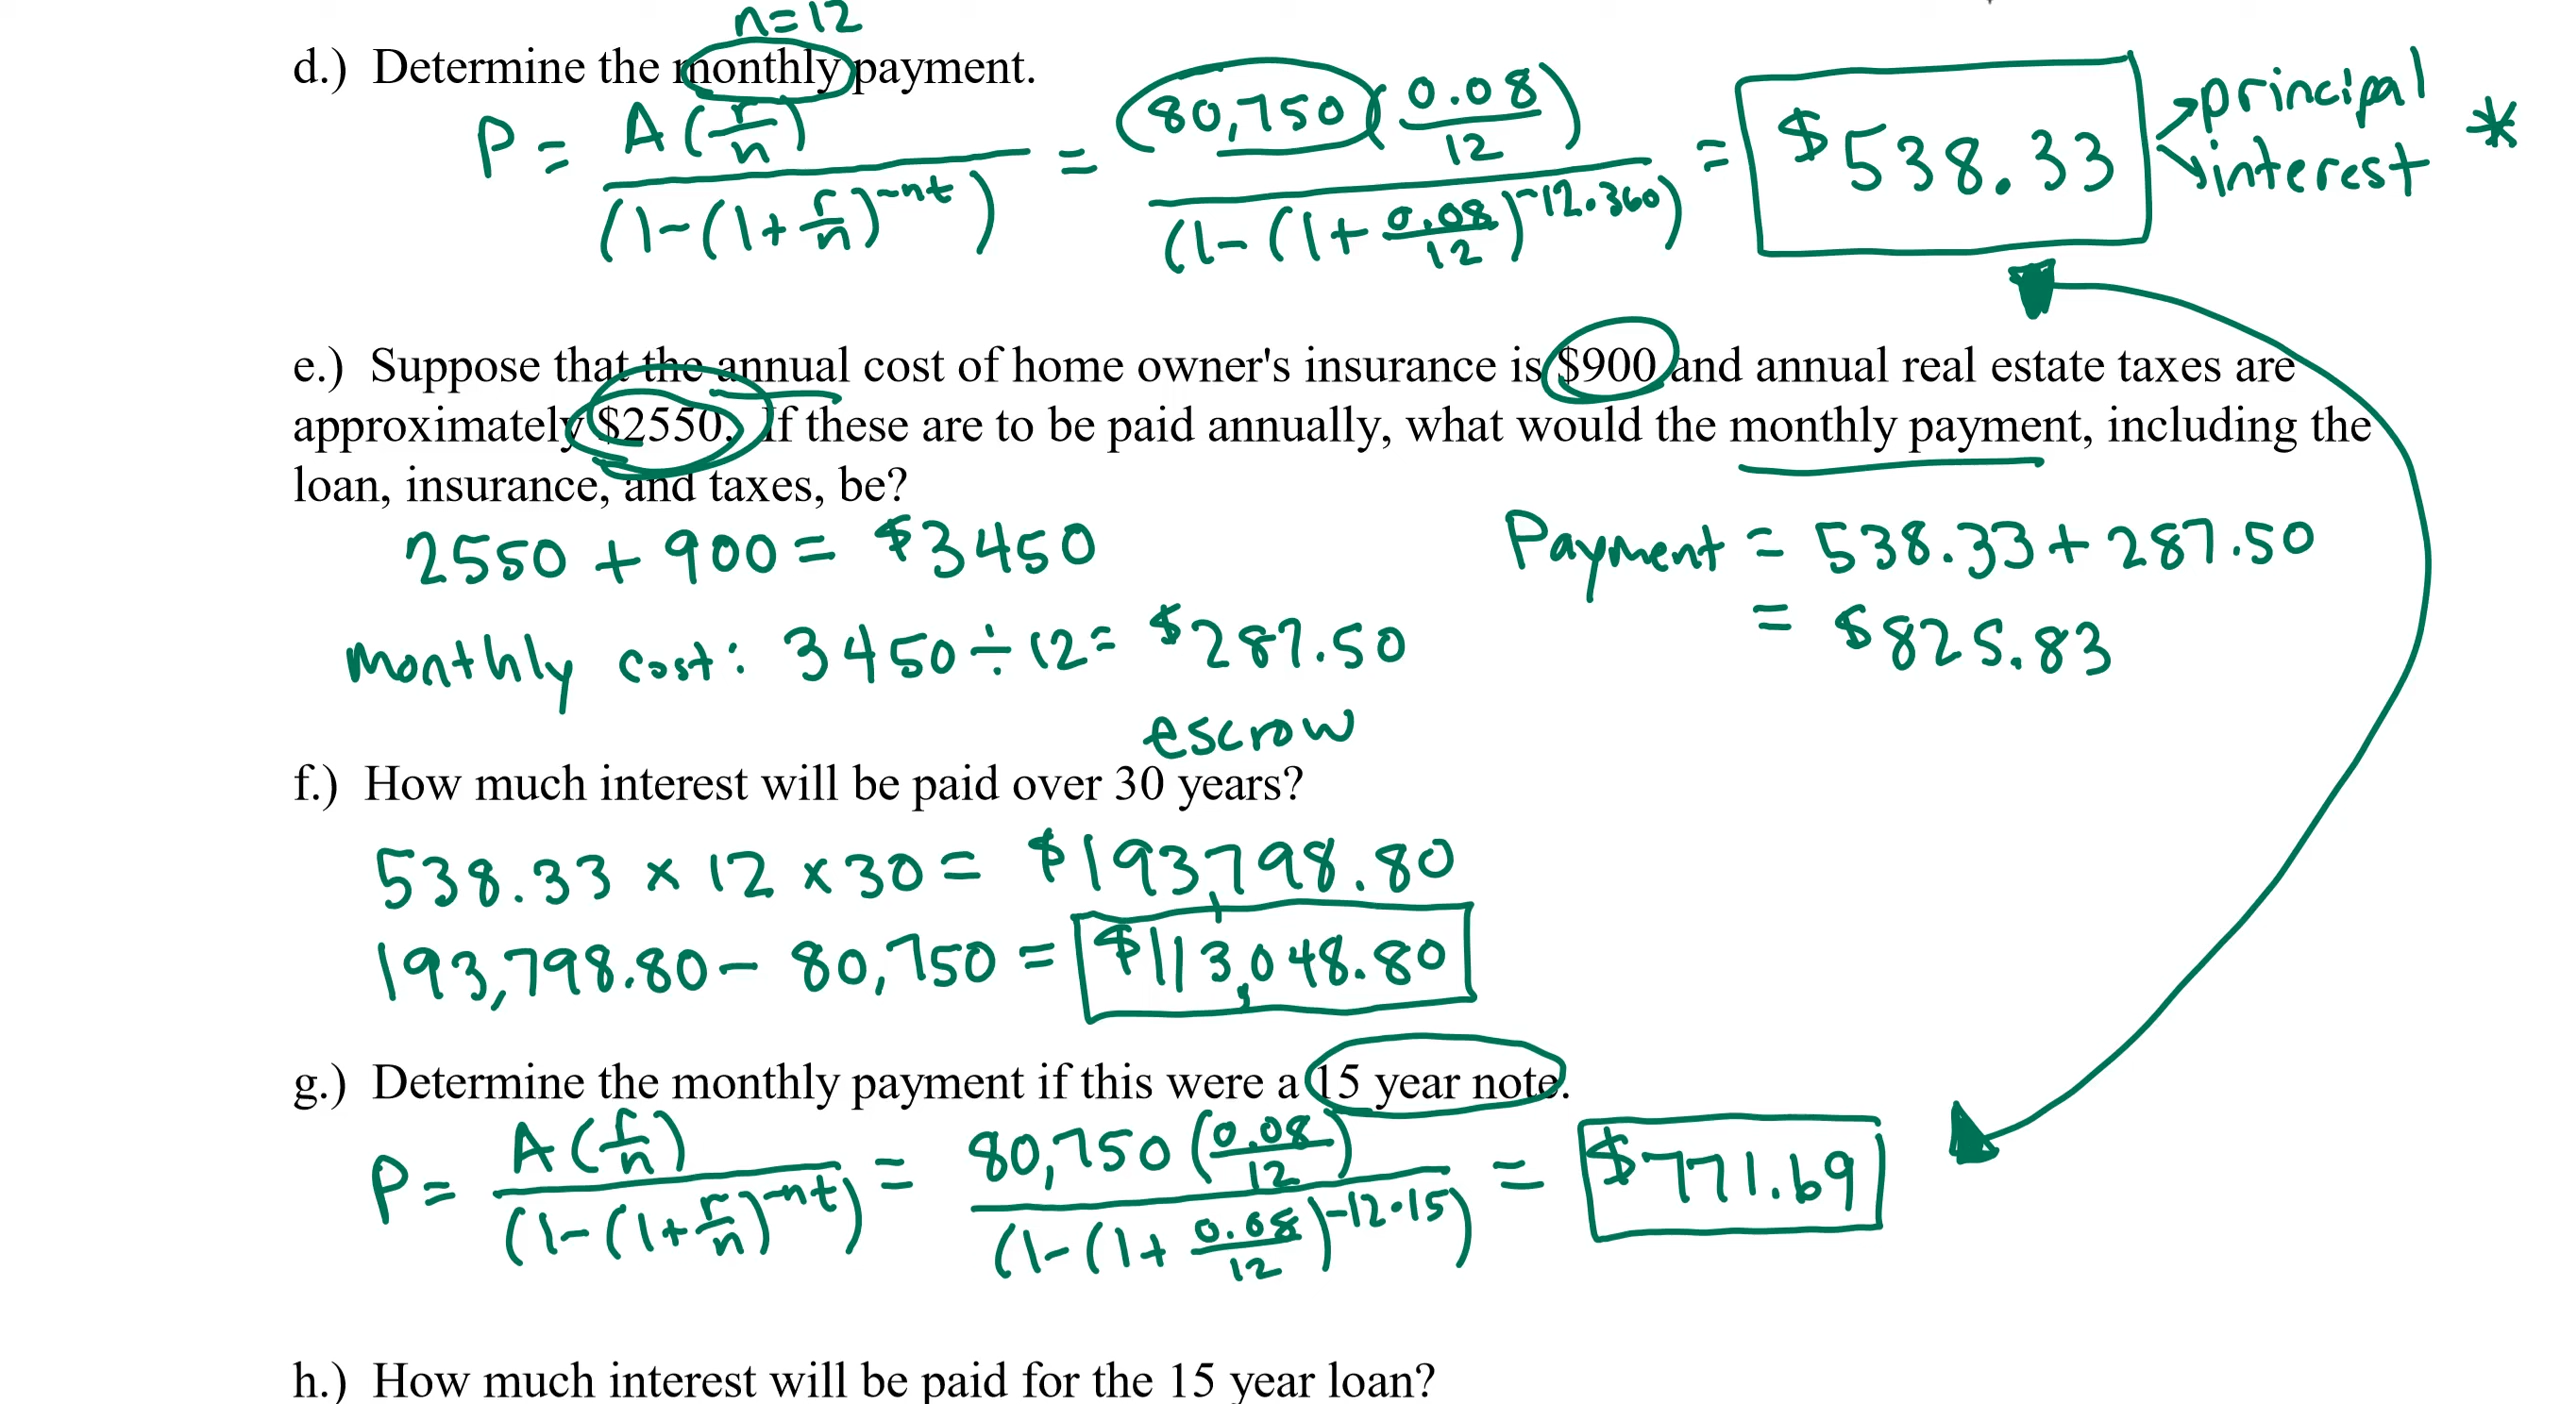 n=12
d.) Determine the monthly payment.
P = A(r/n) / (1-(1+r/n)^-nt) = 80,750(0.08/12) / (1-(1+0.08/12)^-12·360) = $538.33 principal interest *
e.) Suppose that the annual cost of home owner's insurance is $900 and annual real estate taxes are
approximately $2550. If these are to be paid annually, what would the monthly payment, including the
loan, insurance, and taxes, be?
2550 + 900 = $3450
Payment = 538.33 + 287.50
= $825.83
monthly cost: 3450 ÷ 12 = $287.50
escrow
f.) How much interest will be paid over 30 years?
538.33 × 12 × 30 = $193,798.80
193,798.80 - 80,750 = $113,048.80
g.) Determine the monthly payment if this were a 15 year note.
P = A(r/n) / (1-(1+r/n)^-nt) = 80,750(0.08/12) / (1-(1+0.08/12)^-12·15) = $771.69
h.) How much interest will be paid for the 15 year loan?